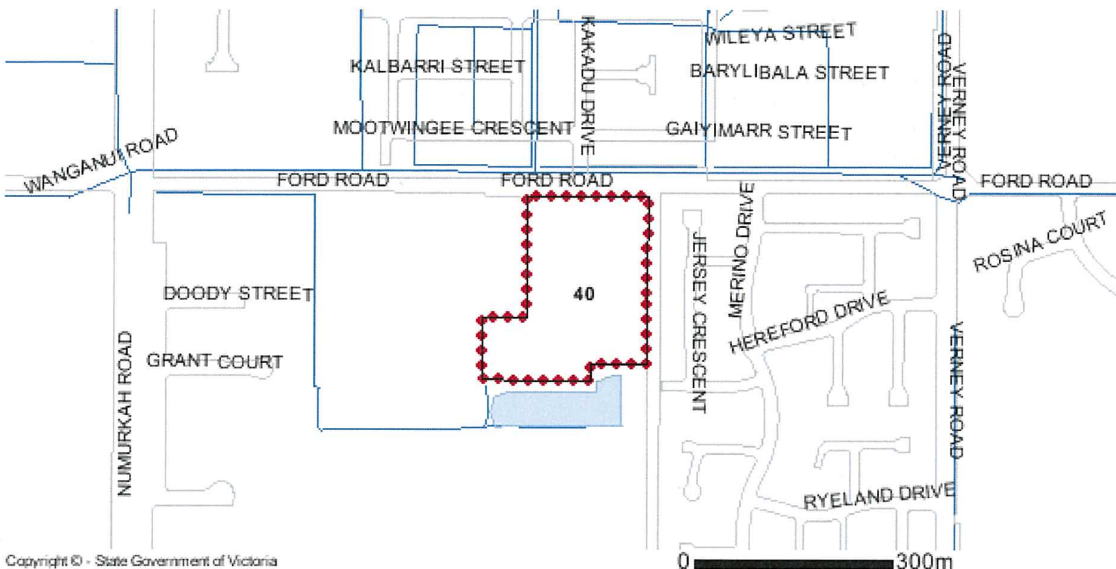 WILEYA STREET
KALBARRI STREET
KAKADU DRIVE
BARYLIBALA STREET
VERNEY ROAD
VERNEY ROAD
MOOTWINGEE CRESCENT
GAIYIMARR STREET
WANGANUI ROAD
FORD ROAD
FORD ROAD
FORD ROAD
ROSINA COURT
MERINO DRIVE
JERSEY CRESCENT
DOODY STREET
40
HEREFORD DRIVE
GRANT COURT
NUMURKAH ROAD
VERNEY ROAD
RYELAND DRIVE
Copyright © - State Government of Victoria
0 300m